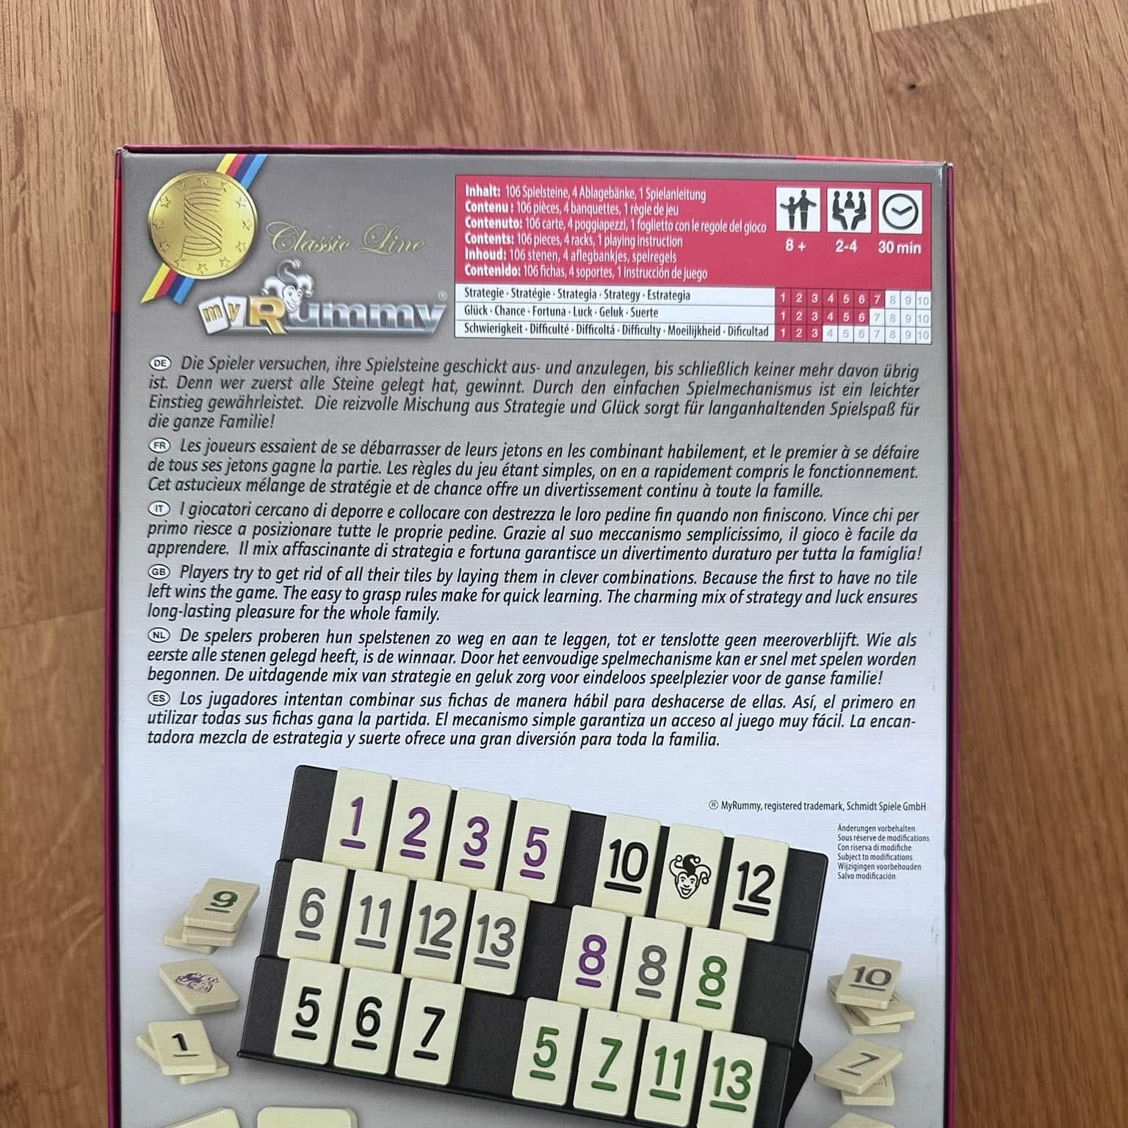 Classic Line
myRummy®
Inhalt: 106 Spielsteine, 4 Ablagebänke, 1 Spielanleitung
Contenu : 106 pièces, 4 banquettes, 1 règle de jeu
Contenuto: 106 carte, 4 poggiapezzi, 1 foglietto con le regole del gioco
Contents: 106 pieces, 4 racks, 1 playing instruction
Inhoud: 106 stenen, 4 aflegbankjes, spelregels
Contenido: 106 fichas, 4 soportes, 1 instrucción de juego
8 + 2-4 30 min
Strategie · Stratégie · Strategia · Strategy · Estrategia 1 2 3 4 5 6 7 8 9 10
Glück · Chance · Fortuna · Luck · Geluk · Suerte 1 2 3 4 5 6 7 8 9 10
Schwierigkeit · Difficulté · Difficoltá · Difficulty · Moeilijkheid · Dificultad 1 2 3 4 5 6 7 8 9 10
DE Die Spieler versuchen, ihre Spielsteine geschickt aus- und anzulegen, bis schließlich keiner mehr davon übrig
ist. Denn wer zuerst alle Steine gelegt hat, gewinnt. Durch den einfachen Spielmechanismus ist ein leichter
Einstieg gewährleistet. Die reizvolle Mischung aus Strategie und Glück sorgt für langanhaltenden Spielspaß für
die ganze Familie!
FR Les joueurs essaient de se débarrasser de leurs jetons en les combinant habilement, et le premier à se défaire
de tous ses jetons gagne la partie. Les règles du jeu étant simples, on en a rapidement compris le fonctionnement.
Cet astucieux mélange de stratégie et de chance offre un divertissement continu à toute la famille.
IT I giocatori cercano di deporre e collocare con destrezza le loro pedine fin quando non finiscono. Vince chi per
primo riesce a posizionare tutte le proprie pedine. Grazie al suo meccanismo semplicissimo, il gioco è facile da
apprendere. Il mix affascinante di strategia e fortuna garantisce un divertimento duraturo per tutta la famiglia!
GB Players try to get rid of all their tiles by laying them in clever combinations. Because the first to have no tile
left wins the game. The easy to grasp rules make for quick learning. The charming mix of strategy and luck ensures
long-lasting pleasure for the whole family.
NL De spelers proberen hun spelstenen zo weg en aan te leggen, tot er tenslotte geen meeroverblijft. Wie als
eerste alle stenen gelegd heeft, is de winnaar. Door het eenvoudige spelmechanisme kan er snel met spelen worden
begonnen. De uitdagende mix van strategie en geluk zorg voor eindeloos speelplezier voor de ganse familie!
ES Los jugadores intentan combinar sus fichas de manera hábil para deshacerse de ellas. Así, el primero en
utilizar todas sus fichas gana la partida. El mecanismo simple garantiza un acceso al juego muy fácil. La encan-
tadora mezcla de estrategia y suerte ofrece una gran diversión para toda la familia.
® MyRummy, registered trademark, Schmidt Spiele GmbH
Änderungen vorbehalten
Sous réserve de modifications
Con riserva di modifiche
Subject to modifications
Wijzigingen voorbehouden
Salvo modificación
1 2 3 5 10 12
6 11 12 13 8 8 8
5 6 7 5 7 11 13
9
1
10
7